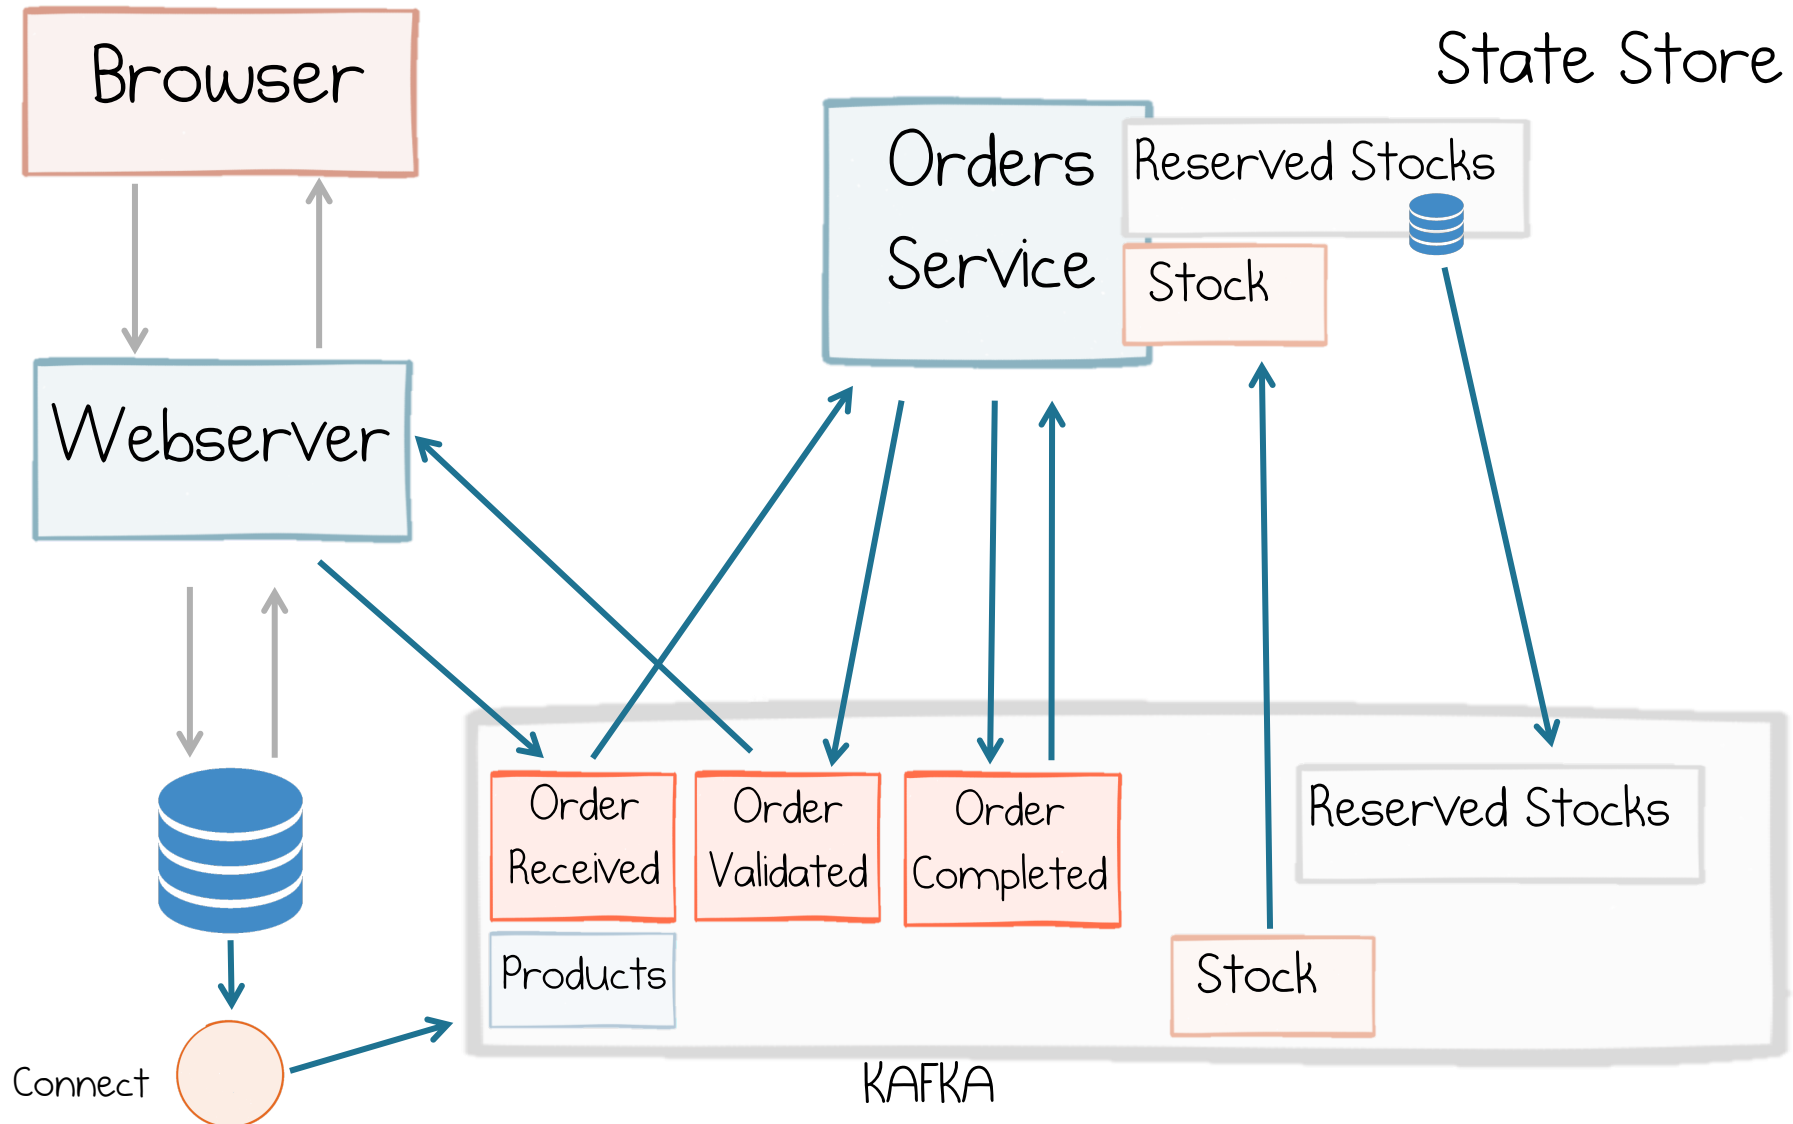 State Store
Browser
Orders
Service
Reserved Stocks
Stock
Webserver
Order
Received
Order
Validated
Order
Completed
Reserved Stocks
Products
Stock
Connect
KAFKA